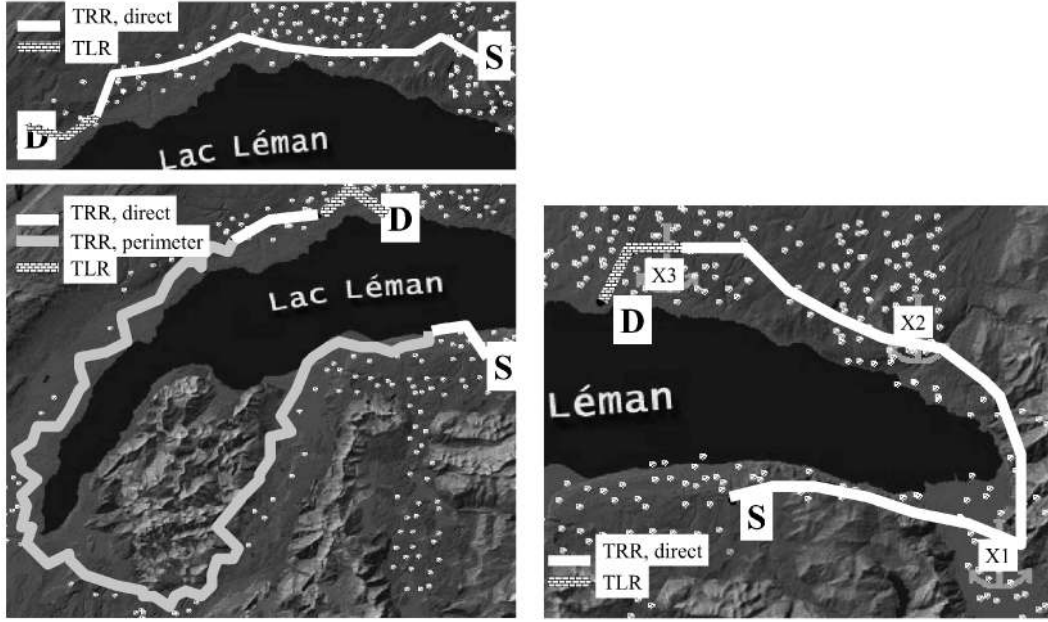 TRR, direct
TLR
S
D
Lac Léman
TRR, direct
TRR, perimeter
TLR
D
Lac Léman
S
X3
D
X2
Léman
S
TRR, direct
TLR
X1